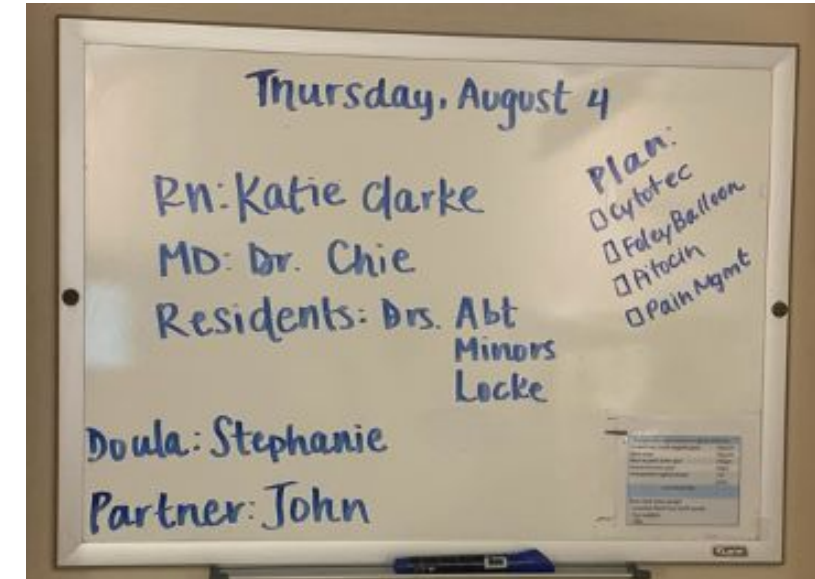 Thursday, August 4
Plan:
Rn: Katie Clarke
▯ Cytotec
▯ Foley Balloon
MD: Dr. Chie
▯ Pitocin
▯ Pain Mgmt
Residents: Drs. Abt
Minors
Locke
Doula: Stephanie
Partner: John